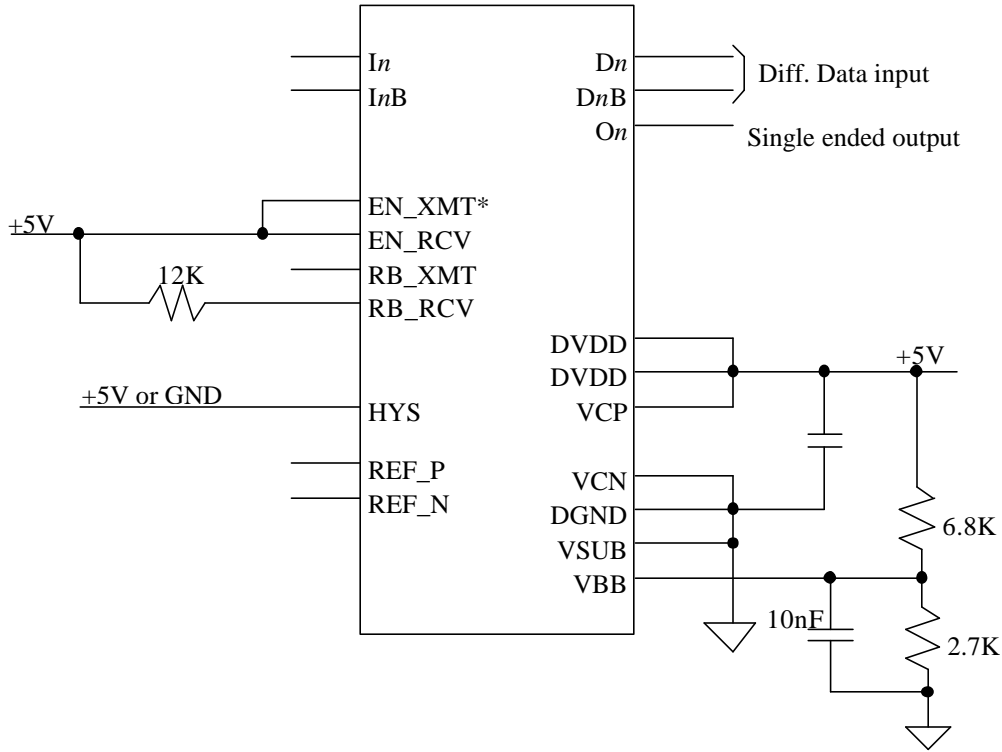 In
InB
Dn
DnB
Diff. Data input
On
Single ended output
EN_XMT*
+5V
EN_RCV
RB_XMT
12K
RB_RCV
DVDD
DVDD
+5V
+5V or GND
HYS
VCP
REF_P
REF_N
VCN
DGND
6.8K
VSUB
VBB
10nF
2.7K